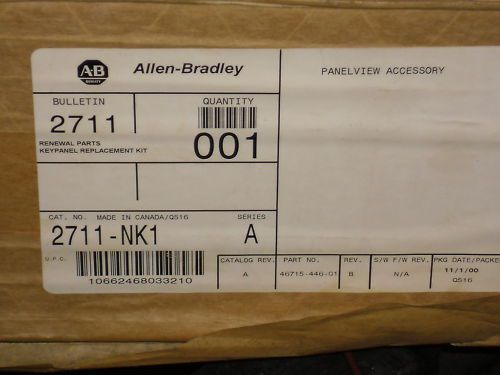 A-B
QUALITY
Allen-Bradley
PANELVIEW ACCESSORY
BULLETIN
QUANTITY
2711
001
RENEWAL PARTS
KEYPANEL REPLACEMENT KIT
CAT. NO. MADE IN CANADA/Q516
SERIES
2711-NK1
A
U.P.C.
10662468033210
CATALOG REV.
PART NO.
REV.
S/W F/W REV.
PKG DATE/PACKE
A
46715-446-01
B
N/A
11/1/00
Q516